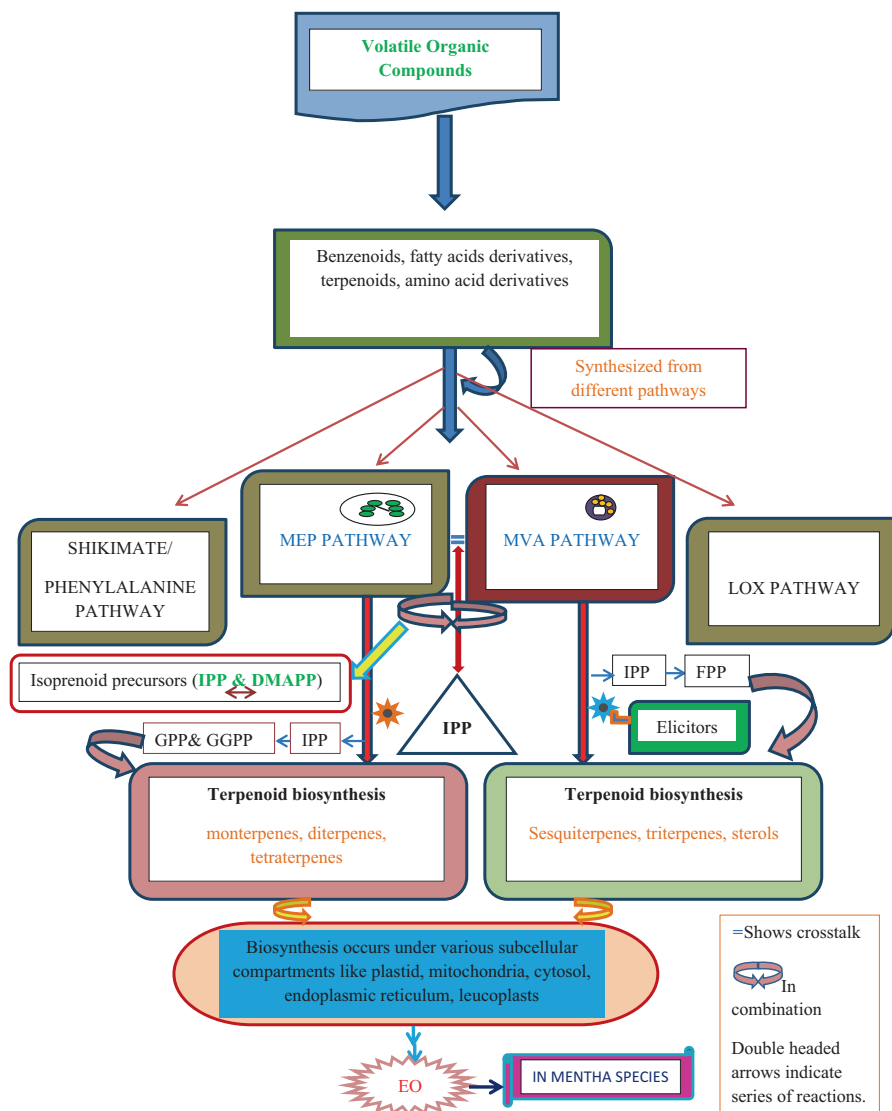 Volatile Organic
Compounds
Benzenoids, fatty acids derivatives,
terpenoids, amino acid derivatives
Synthesized from
different pathways
SHIKIMATE/
PHENYLALANINE
PATHWAY
MEP PATHWAY
=
MVA PATHWAY
LOX PATHWAY
Isoprenoid precursors (IPP & DMAPP)
IPP
FPP
Elicitors
GPP& GGPP
IPP
IPP
Terpenoid biosynthesis
monterpenes, diterpenes,
tetraterpenes
Terpenoid biosynthesis
Sesquiterpenes, triterpenes, sterols
Biosynthesis occurs under various subcellular
compartments like plastid, mitochondria, cytosol,
endoplasmic reticulum, leucoplasts
EO
IN MENTHA SPECIES
=Shows crosstalk
In
combination
Double headed
arrows indicate
series of reactions.